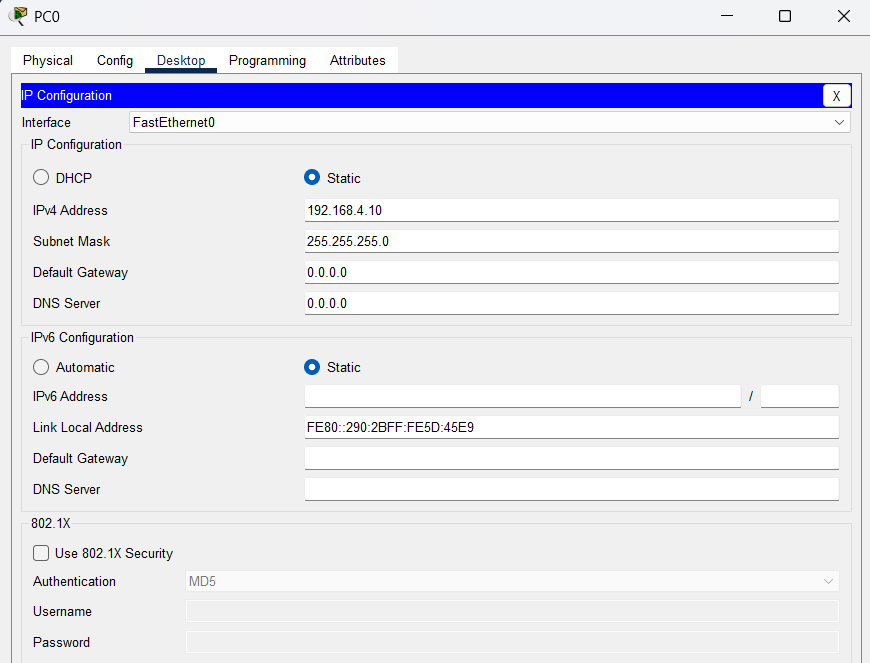 PC0
Physical Config Desktop Programming Attributes
IP Configuration X
Interface FastEthernet0
IP Configuration
DHCP Static
IPv4 Address 192.168.4.10
Subnet Mask 255.255.255.0
Default Gateway 0.0.0.0
DNS Server 0.0.0.0
IPv6 Configuration
Automatic Static
IPv6 Address /
Link Local Address FE80::290:2BFF:FE5D:45E9
Default Gateway
DNS Server
802.1X
Use 802.1X Security
Authentication MD5
Username
Password